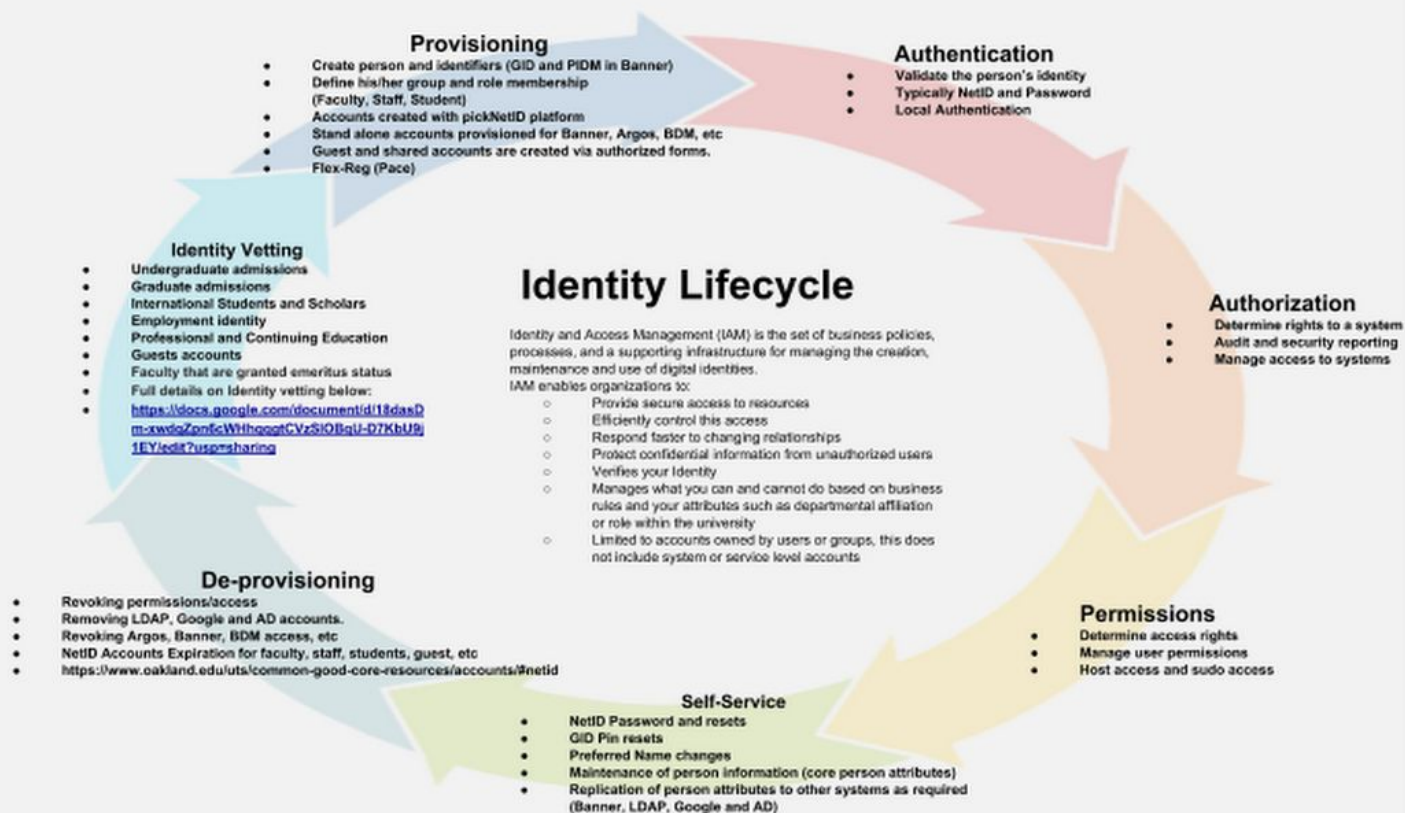 Provisioning
● Create person and identifiers (GID and PIDM in Banner)
● Define his/her group and role membership
(Faculty, Staff, Student)
● Accounts created with pickNetID platform
● Stand alone accounts provisioned for Banner, Argos, BDM, etc
● Guest and shared accounts are created via authorized forms.
● Flex-Reg (Pace)
Authentication
● Validate the person's identity
● Typically NetID and Password
● Local Authentication
Authorization
● Determine rights to a system
● Audit and security reporting
● Manage access to systems
Permissions
● Determine access rights
● Manage user permissions
● Host access and sudo access
Self-Service
● NetID Password and resets
● GID Pin resets
● Preferred Name changes
● Maintenance of person information (core person attributes)
● Replication of person attributes to other systems as required
(Banner, LDAP, Google and AD)
De-provisioning
● Revoking permissions/access
● Removing LDAP, Google and AD accounts.
● Revoking Argos, Banner, BDM access, etc
● NetID Accounts Expiration for faculty, staff, students, guest, etc
● https://www.oakland.edu/uts/common-good-core-resources/accounts/#netid
Identity Vetting
● Undergraduate admissions
● Graduate admissions
● International Students and Scholars
● Employment identity
● Professional and Continuing Education
● Guests accounts
● Faculty that are granted emeritus status
● Full details on Identity vetting below:
● https://docs.google.com/document/d/18dasD
1EY/edit?usp=sharing
Identity Lifecycle
Identity and Access Management (IAM) is the set of business policies,
processes, and a supporting infrastructure for managing the creation,
maintenance and use of digital identities.
IAM enables organizations to:
○ Provide secure access to resources
○ Efficiently control this access
○ Respond faster to changing relationships
○ Protect confidential information from unauthorized users
○ Verifies your Identity
○ Manages what you can and cannot do based on business
rules and your attributes such as departmental affiliation
or role within the university
○ Limited to accounts owned by users or groups, this does
not include system or service level accounts